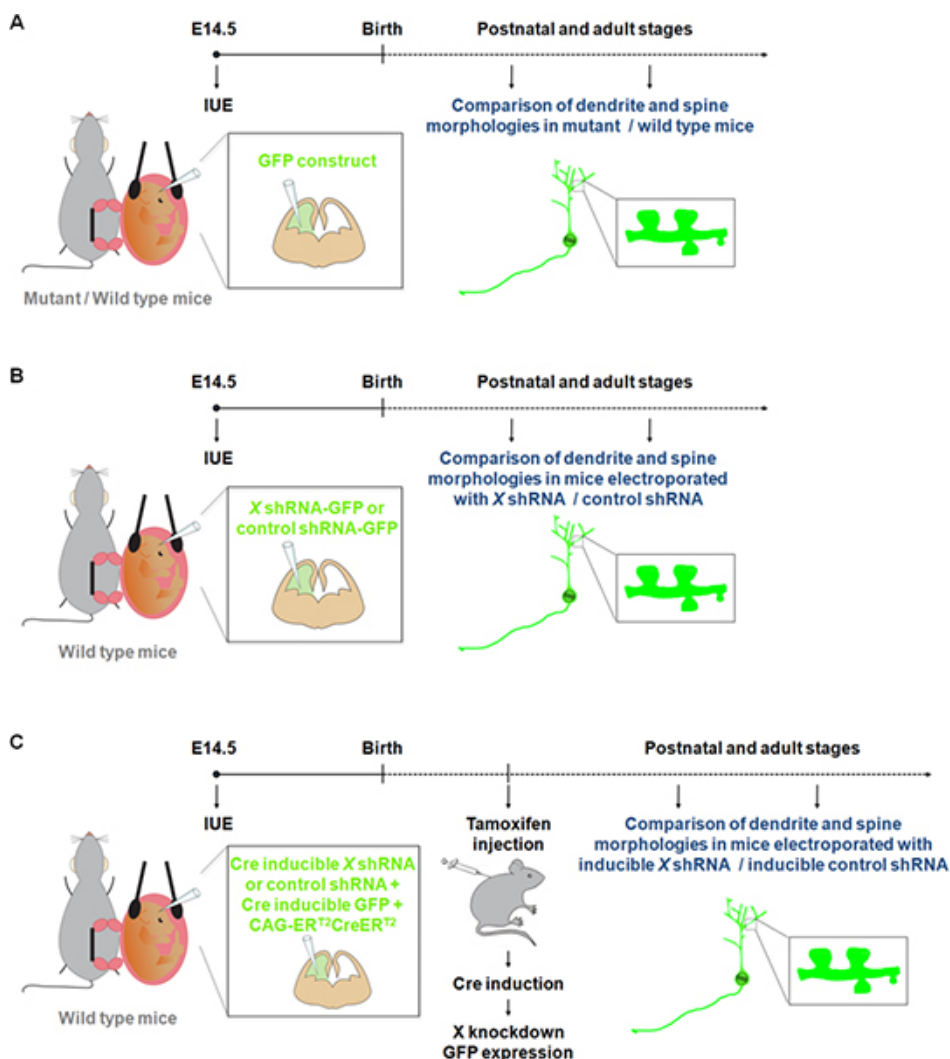 A
E14.5
Birth
Postnatal and adult stages
IUE
Comparison of dendrite and spine
morphologies in mutant / wild type mice
GFP construct
Mutant / Wild type mice
B
E14.5
Birth
Postnatal and adult stages
IUE
Comparison of dendrite and spine
morphologies in mice electroporated
with X shRNA / control shRNA
X shRNA-GFP or
control shRNA-GFP
Wild type mice
C
E14.5
Birth
Postnatal and adult stages
IUE
Tamoxifen
injection
Comparison of dendrite and spine
morphologies in mice electroporated with
inducible X shRNA / inducible control shRNA
Cre inducible X shRNA
or control shRNA +
Cre inducible GFP +
CAG-ERT2CreERT2
Cre induction
X knockdown
GFP expression
Wild type mice